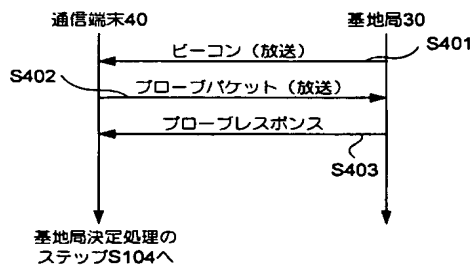 通信端末40
基地局30
ビーコン（放送）
S401
S402
プローブパケット（放送）
プローブレスポンス
S403
基地局決定処理の
ステップS104へ